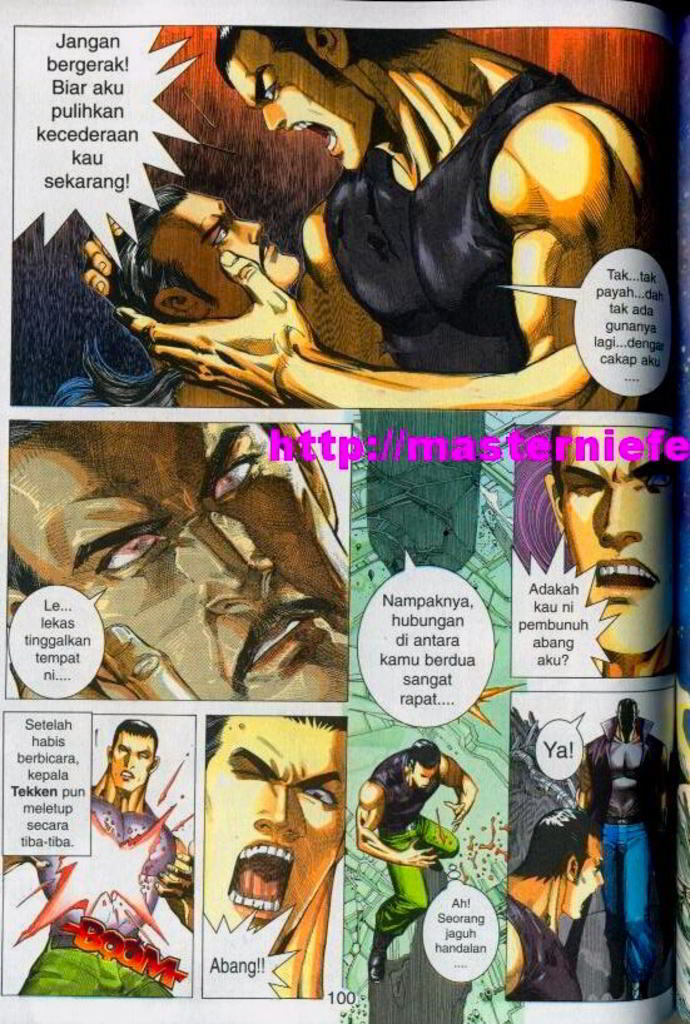 Jangan
bergerak!
Biar aku
pulihkan
kecederaan
kau
sekarang!
Tak...tak
payah...dah
tak ada
gunanya
lagi...dengar
cakap aku
....
http://masterniefe
Le...
lekas
tinggalkan
tempat
ni....
Nampaknya,
hubungan
di antara
kamu berdua
sangat
rapat....
Adakah
kau ni
pembunuh
abang
aku?
Setelah
habis
berbicara,
kepala
Tekken pun
meletup
secara
tiba-tiba.
BOOM
Abang!!
Ah!
Seorang
jaguh
handalan
....
Ya!
100